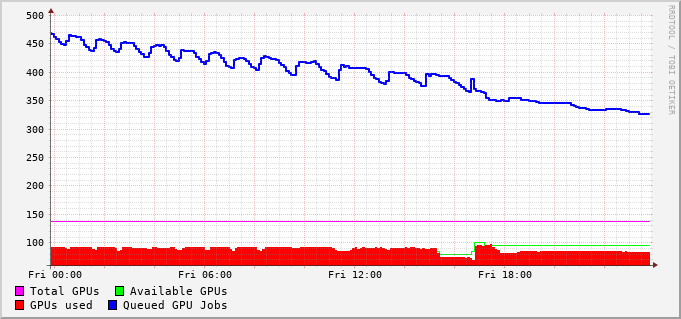 500
450
400
350
300
250
200
150
100
Fri 00:00 Fri 06:00 Fri 12:00 Fri 18:00
Total GPUs Available GPUs
GPUs used Queued GPU Jobs
RRDTOOL / TOBI OETIKER